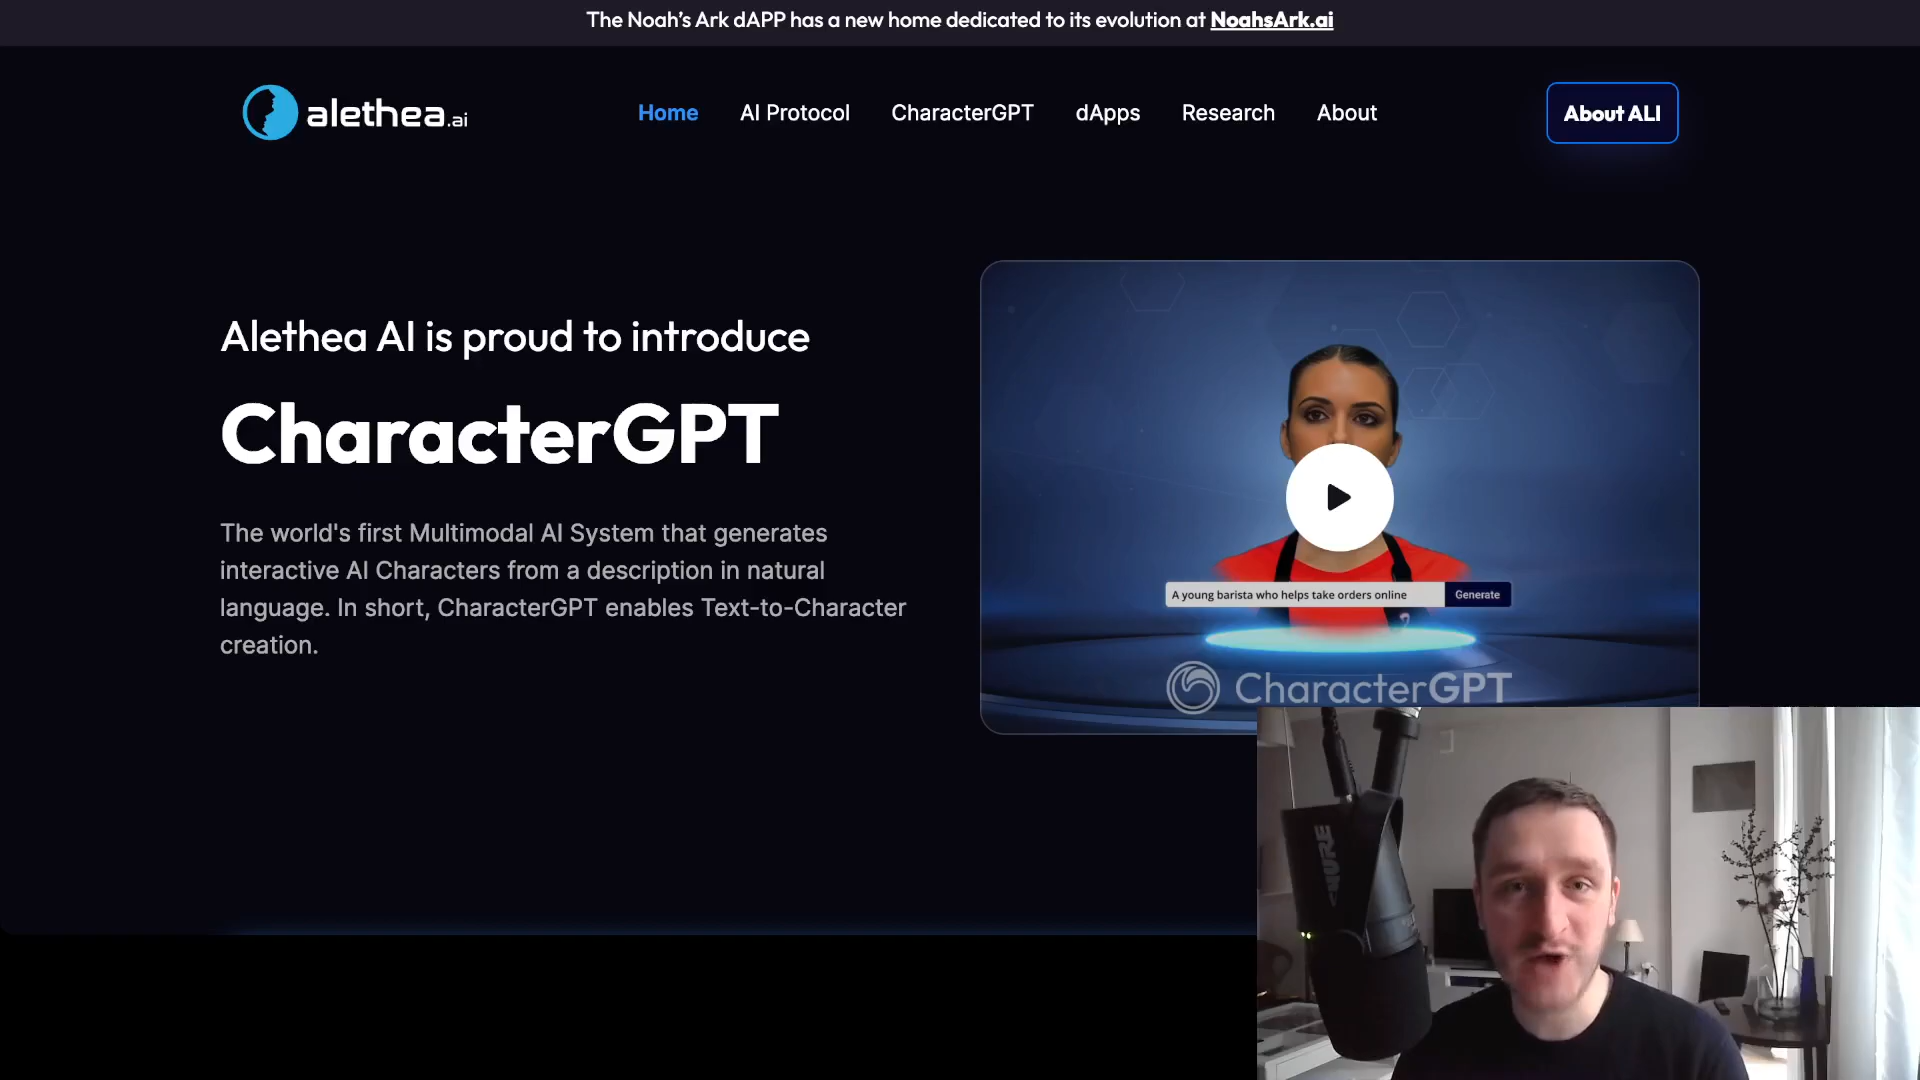 The Noah’s Ark dAPP has a new home dedicated to its evolution at NoahsArk.ai
alethea.ai
Home
AI Protocol
CharacterGPT
dApps
Research
About
About ALI
Alethea AI is proud to introduce
CharacterGPT
The world's first Multimodal AI System that generates
interactive AI Characters from a description in natural
language. In short, CharacterGPT enables Text-to-Character
creation.
A young barista who helps take orders online
Generate
CharacterGPT
SHURE